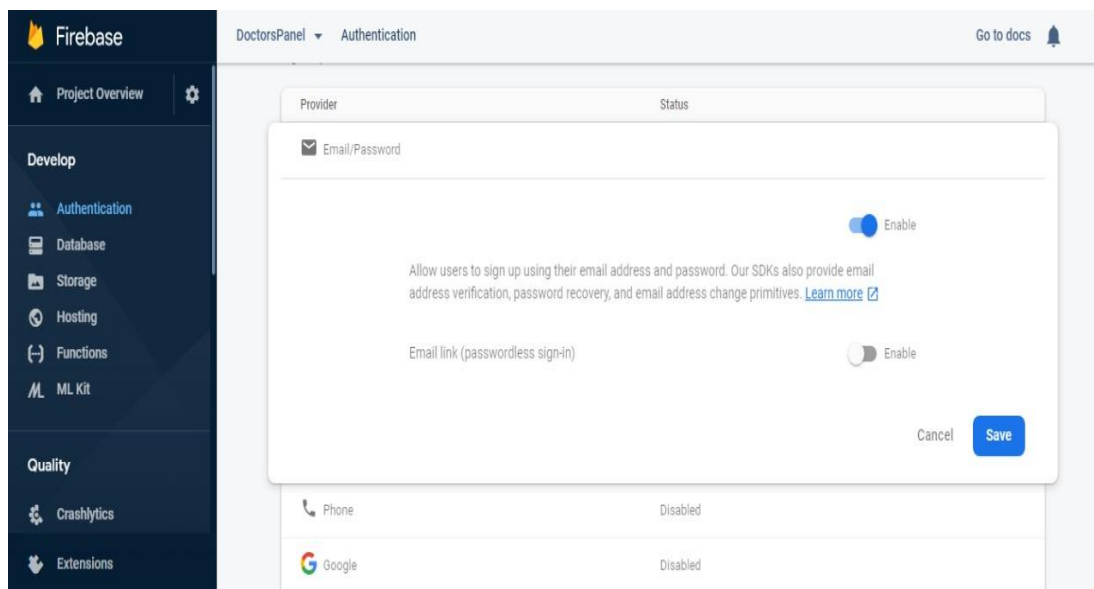 Firebase
DoctorsPanel
Authentication
Go to docs
Project Overview
Develop
Authentication
Database
Storage
Hosting
Functions
ML Kit
Quality
Crashlytics
Extensions
Provider
Status
Email/Password
Enable
Allow users to sign up using their email address and password. Our SDKs also provide email
address verification, password recovery, and email address change primitives. Learn more
Email link (passwordless sign-in)
Enable
Cancel
Save
Phone
Disabled
Google
Disabled